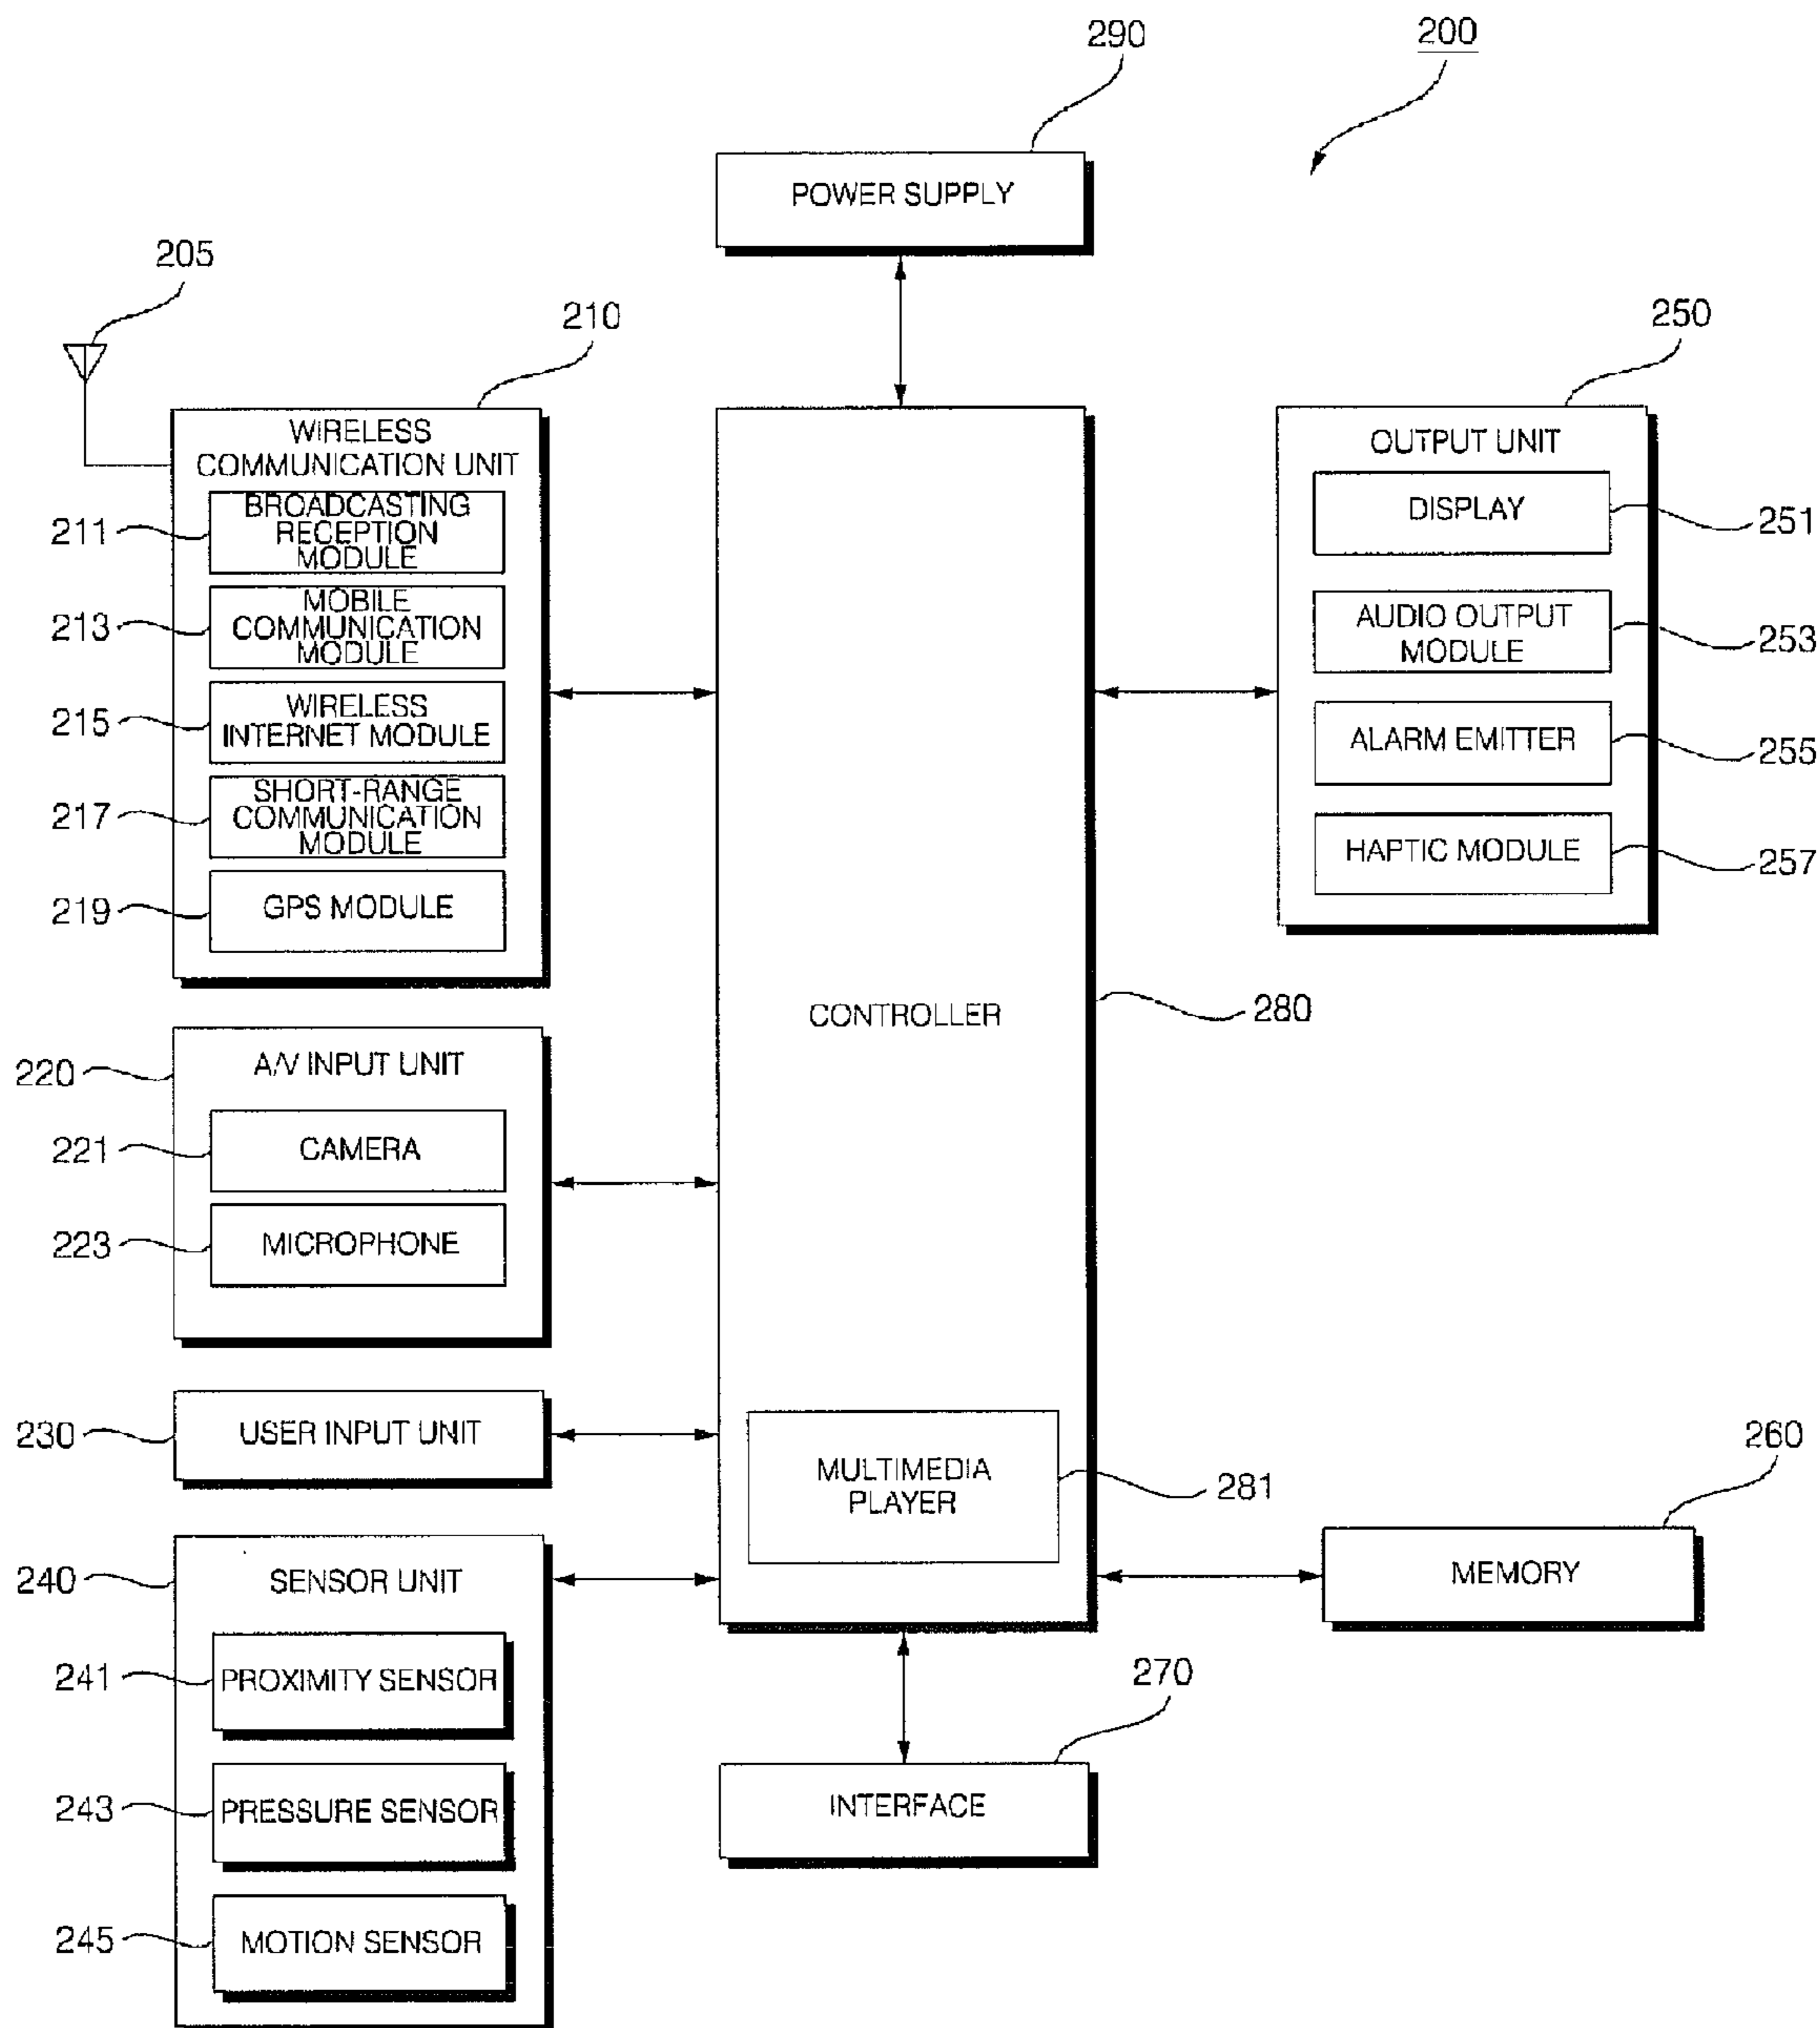 290
200
POWER SUPPLY
205
210
250
WIRELESS
COMMUNICATION UNIT
211
BROADCASTING
RECEPTION
MODULE
213
MOBILE
COMMUNICATION
MODULE
215
WIRELESS
INTERNET MODULE
217
SHORT-RANGE
COMMUNICATION
MODULE
219
GPS MODULE
OUTPUT UNIT
DISPLAY
251
AUDIO OUTPUT
MODULE
253
ALARM EMITTER
255
HAPTIC MODULE
257
CONTROLLER
280
220
A/V INPUT UNIT
221
CAMERA
223
MICROPHONE
230
USER INPUT UNIT
MULTIMEDIA
PLAYER
281
260
MEMORY
240
SENSOR UNIT
241
PROXIMITY SENSOR
243
PRESSURE SENSOR
245
MOTION SENSOR
270
INTERFACE